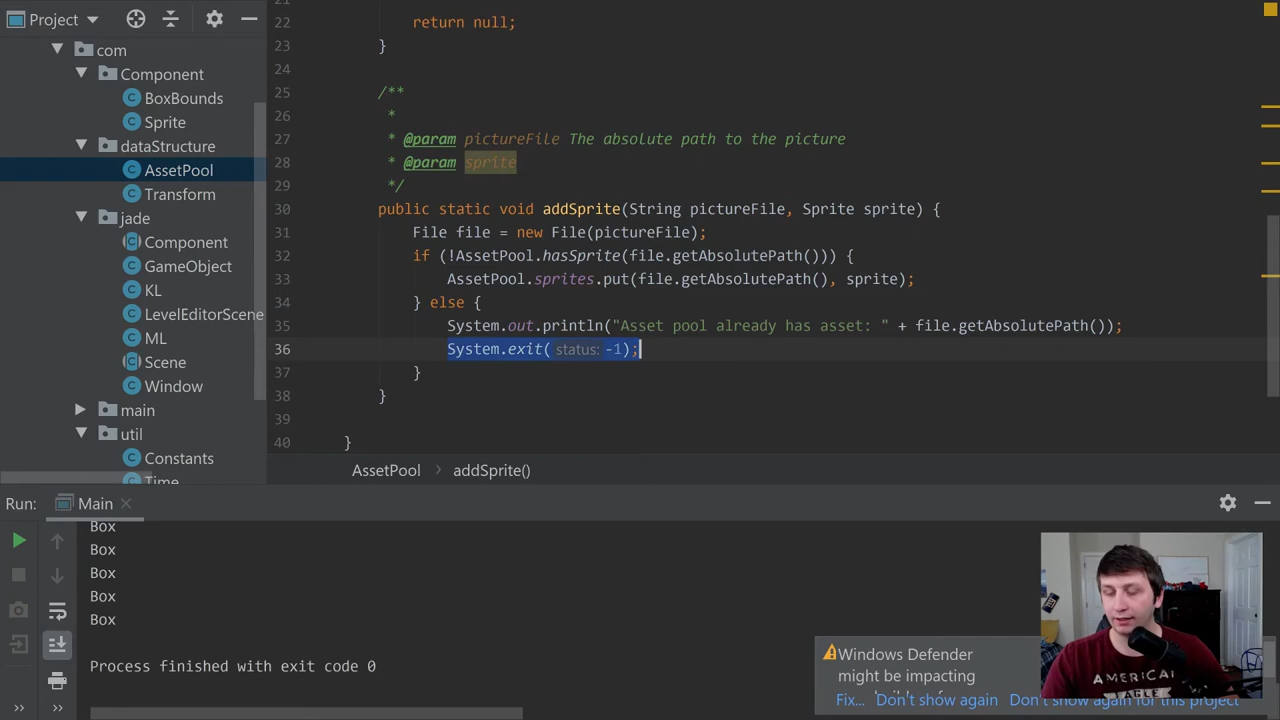 Project
com
Component
BoxBounds
Sprite
dataStructure
AssetPool
Transform
jade
Component
GameObject
KL
LevelEditorScene
ML
Scene
Window
main
util
Constants
Time
22 return null;
23 }
24
25 /**
26 *
27 * @param pictureFile The absolute path to the picture
28 * @param sprite
29 */
30 public static void addSprite(String pictureFile, Sprite sprite) {
31 File file = new File(pictureFile);
32 if (!AssetPool.hasSprite(file.getAbsolutePath())) {
33 AssetPool.sprites.put(file.getAbsolutePath(), sprite);
34 } else {
35 System.out.println("Asset pool already has asset: " + file.getAbsolutePath());
36 System.exit( status: -1);
37 }
38 }
39
40 }
AssetPool > addSprite()
Run: Main
Box
Box
Box
Box
Box
Process finished with exit code 0
Windows Defender
might be impacting
Fix... Don't show again Don't show again for this project
AMERICAN
EAGLE